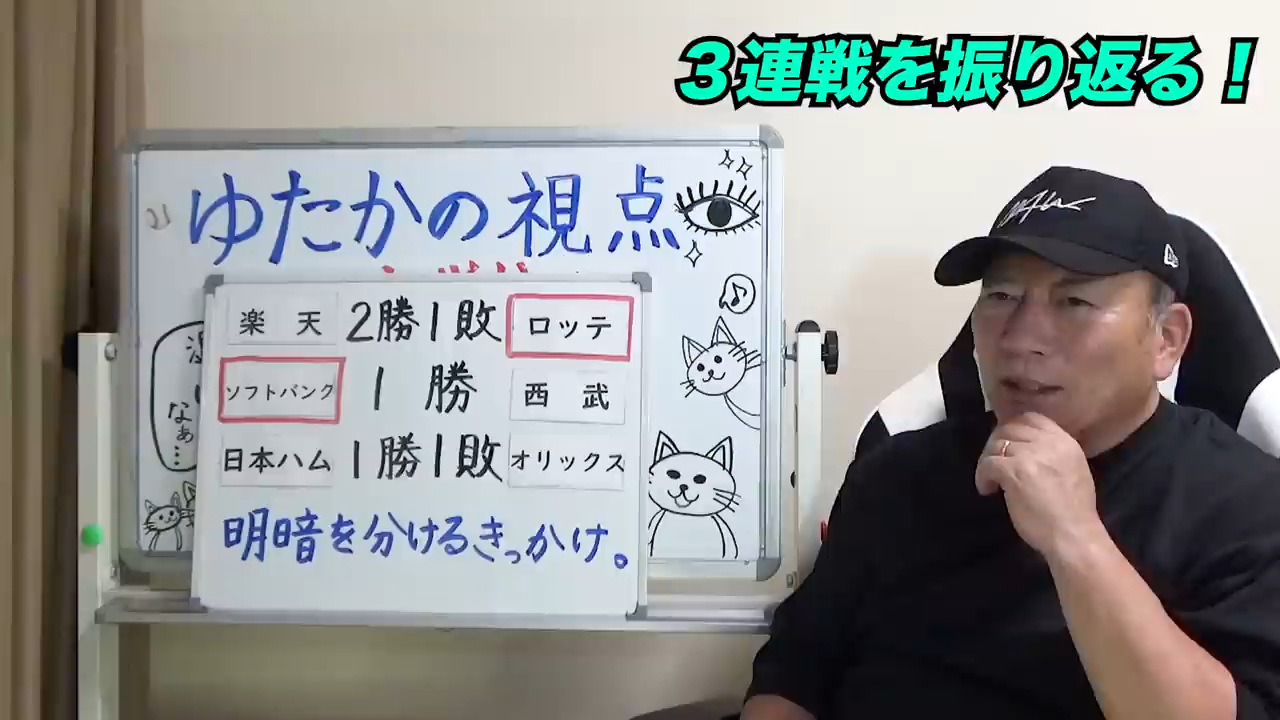 3連戦を振り返る!
ゆたかの視点
楽天 2勝1敗 ロッテ
ソフトバンク 1勝 西武
日本ハム 1勝1敗 オリックス
明暗を分けるきっかけ。
なぁ…